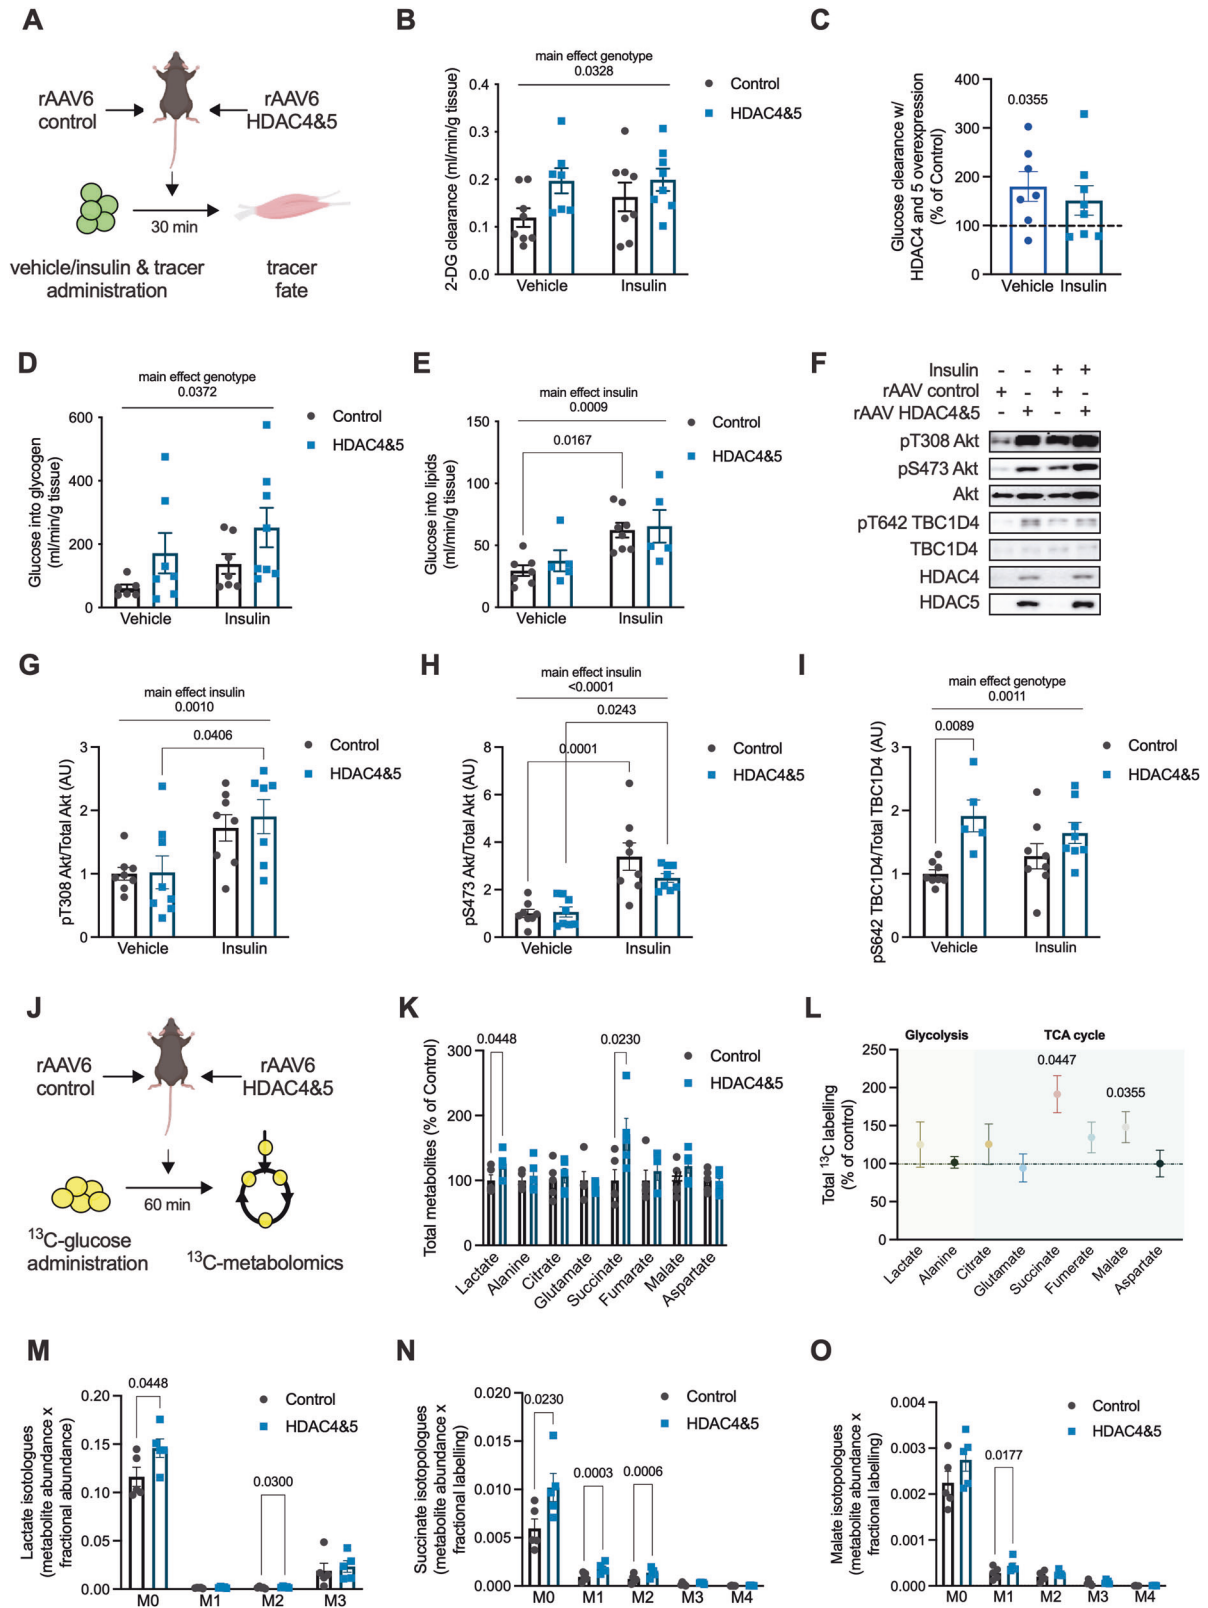 A
rAAV6
control
rAAV6
HDAC4&5
30 min
vehicle/insulin & tracer
administration
tracer
fate
B
main effect genotype
0.0328
2-DG clearance (ml/min/g tissue)
0.4
0.3
0.2
0.1
0.0
Vehicle
Insulin
Control
HDAC4&5
C
Glucose clearance w/
HDAC4 and 5 overexpression
(% of Control)
400
300
200
100
0
0.0355
Vehicle
Insulin
D
main effect genotype
0.0372
Glucose into glycogen
(ml/min/g tissue)
600
400
200
0
Vehicle
Insulin
Control
HDAC4&5
E
main effect insulin
0.0009
0.0167
Glucose into lipids
(ml/min/g tissue)
150
100
50
0
Vehicle
Insulin
Control
HDAC4&5
F
Insulin - - + +
rAAV control + - + -
rAAV HDAC4&5 - + - +
pT308 Akt
pS473 Akt
Akt
pT642 TBC1D4
TBC1D4
HDAC4
HDAC5
G
main effect insulin
0.0010
0.0406
pT308 Akt/Total Akt (AU)
3
2
1
0
Vehicle
Insulin
Control
HDAC4&5
H
main effect insulin
<0.0001
0.0243
0.0001
pS473 Akt/Total Akt (AU)
8
6
4
2
0
Vehicle
Insulin
Control
HDAC4&5
I
main effect genotype
0.0011
0.0089
pS642 TBC1D4/Total TBC1D4 (AU)
3
2
1
0
Vehicle
Insulin
Control
HDAC4&5
J
rAAV6
control
rAAV6
HDAC4&5
60 min
13C-glucose
administration
13C-metabolomics
K
0.0448
0.0230
Total metabolites (% of Control)
300
200
100
0
Lactate
Alanine
Citrate
Glutamate
Succinate
Fumarate
Malate
Aspartate
Control
HDAC4&5
L
Glycolysis
TCA cycle
0.0447
0.0355
Total 13C labelling
(% of control)
250
200
150
100
50
0
Lactate
Alanine
Citrate
Glutamate
Succinate
Fumerate
Malate
Aspartate
M
0.0448
0.0300
Lactate isotologues
(metabolite abundance x
fractional abundance)
0.20
0.15
0.10
0.05
0.00
M0
M1
M2
M3
Control
HDAC4&5
N
0.0230
0.0003
0.0006
Succinate isotopologues
(metabolite abundance x
fractional labelling)
0.020
0.015
0.010
0.005
0.000
M0
M1
M2
M3
M4
Control
HDAC4&5
O
0.0177
Malate isotopologues
(metabolite abundance x
fractional labelling)
0.004
0.003
0.002
0.001
0.000
M0
M1
M2
M3
M4
Control
HDAC4&5